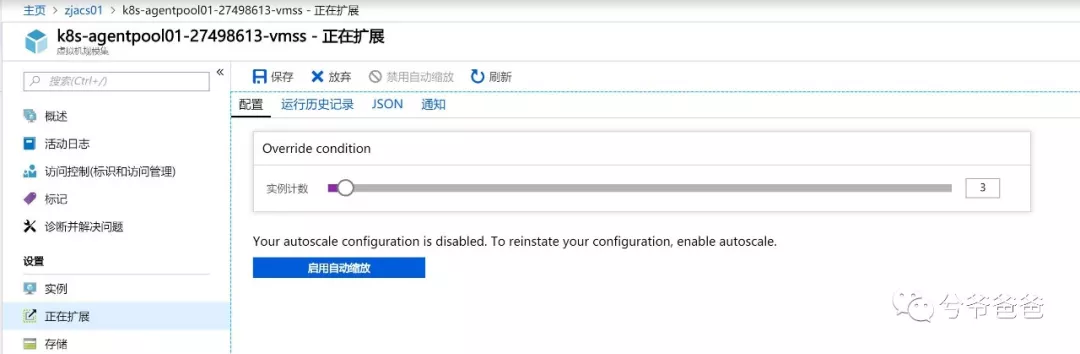 主页 > zjacs01 > k8s-agentpool01-27498613-vmss - 正在扩展
k8s-agentpool01-27498613-vmss - 正在扩展
虚拟机规模集
搜索(Ctrl+/)
«
概述
活动日志
访问控制(标识和访问管理)
标记
诊断并解决问题
设置
实例
正在扩展
存储
保存 放弃 禁用自动缩放 刷新
配置 运行历史记录 JSON 通知
Override condition
实例计数 3
Your autoscale configuration is disabled. To reinstate your configuration, enable autoscale.
启用自动缩放
兮爷爸爸